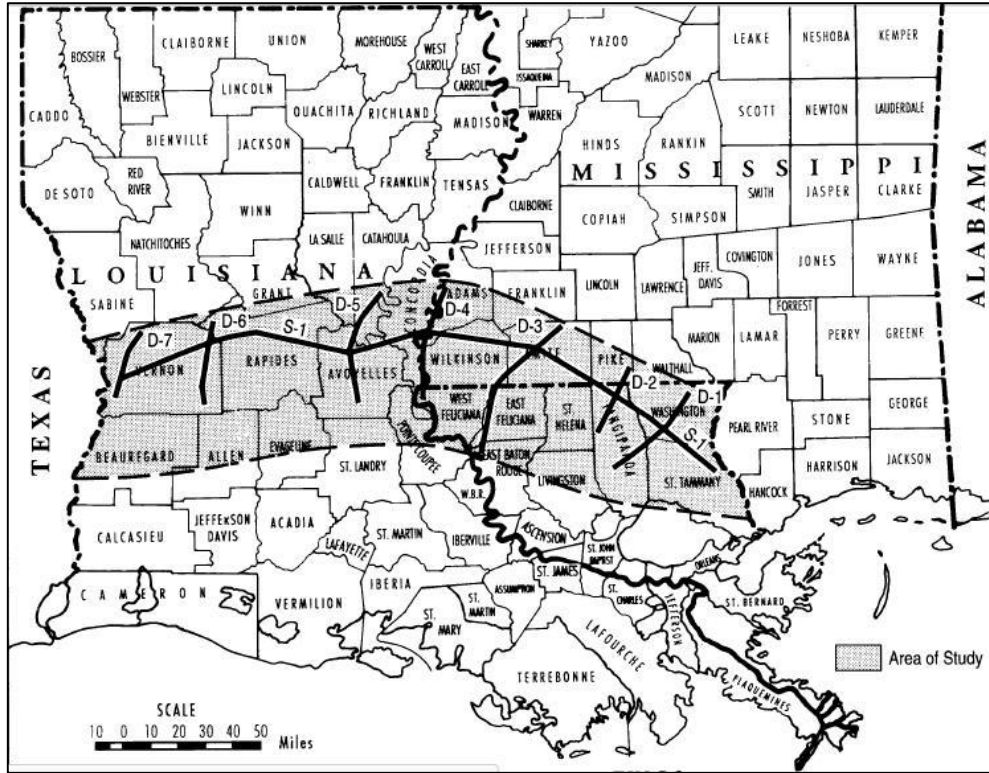 CLAIBORNE
UNION
MOREHOUSE
WEST
CARROLL
EAST
CARROLL
BOSSIER
WEBSTER
LINCOLN
OUACHITA
RICHLAND
MADISON
CADDO
BIENVILLE
JACKSON
SHARKEY
ISSAQUENA
YAZOO
WARREN
MADISON
LEAKE
NESHOBA
KEMPER
SCOTT
NEWTON
LAUDERDALE
HINDS
RANKIN
MISSISSIPPI
ALABAMA
DE SOTO
RED
RIVER
CALDWELL
FRANKLIN
TENSAS
WINN
CLAIBORNE
COPIAH
SIMPSON
SMITH
JASPER
CLARKE
NATCHITOCHES
LA SALLE
CATAHOULA
JEFFERSON
LOUISIANA
SABINE
GRANT
CONCORDIA
ADAMS
FRANKLIN
LINCOLN
LAWRENCE
JEFF.
DAVIS
COVINGTON
JONES
WAYNE
D-7
D-6
S-1
D-5
D-4
D-3
VERNON
RAPIDES
AVOYELLES
WILKINSON
PIKE
WALTHALL
MARION
LAMAR
FORREST
PERRY
GREENE
TEXAS
D-2
D-1
WEST
FELICIANA
EAST
FELICIANA
ST.
HELENA
TANGIPAHOA
WASHINGTON
S-1
PEARL RIVER
STONE
GEORGE
BEAUREGARD
ALLEN
EVAGELINE
POINTCOUPEE
ST. LANDRY
EAST BATON
ROUGE
LIVINGSTON
ST. TAMMANY
HANCOCK
HARRISON
JACKSON
W.B.R.
CALCASIEU
JEFFERSON
DAVIS
ACADIA
LAFAYETTE
ST. MARTIN
IBERVILLE
ASCENSION
ST. JOHN
BAPTIST
ORLEANS
CAMERON
VERMILION
IBERIA
ST.
MARTIN
ST.
MARY
ASSUMPTION
ST. JAMES
ST.
CHARLES
JEFFERSON
ST. BERNARD
LAFOURCHE
TERREBONNE
PLAQUEMINES
Area of Study
SCALE
10 0 10 20 30 40 50
Miles